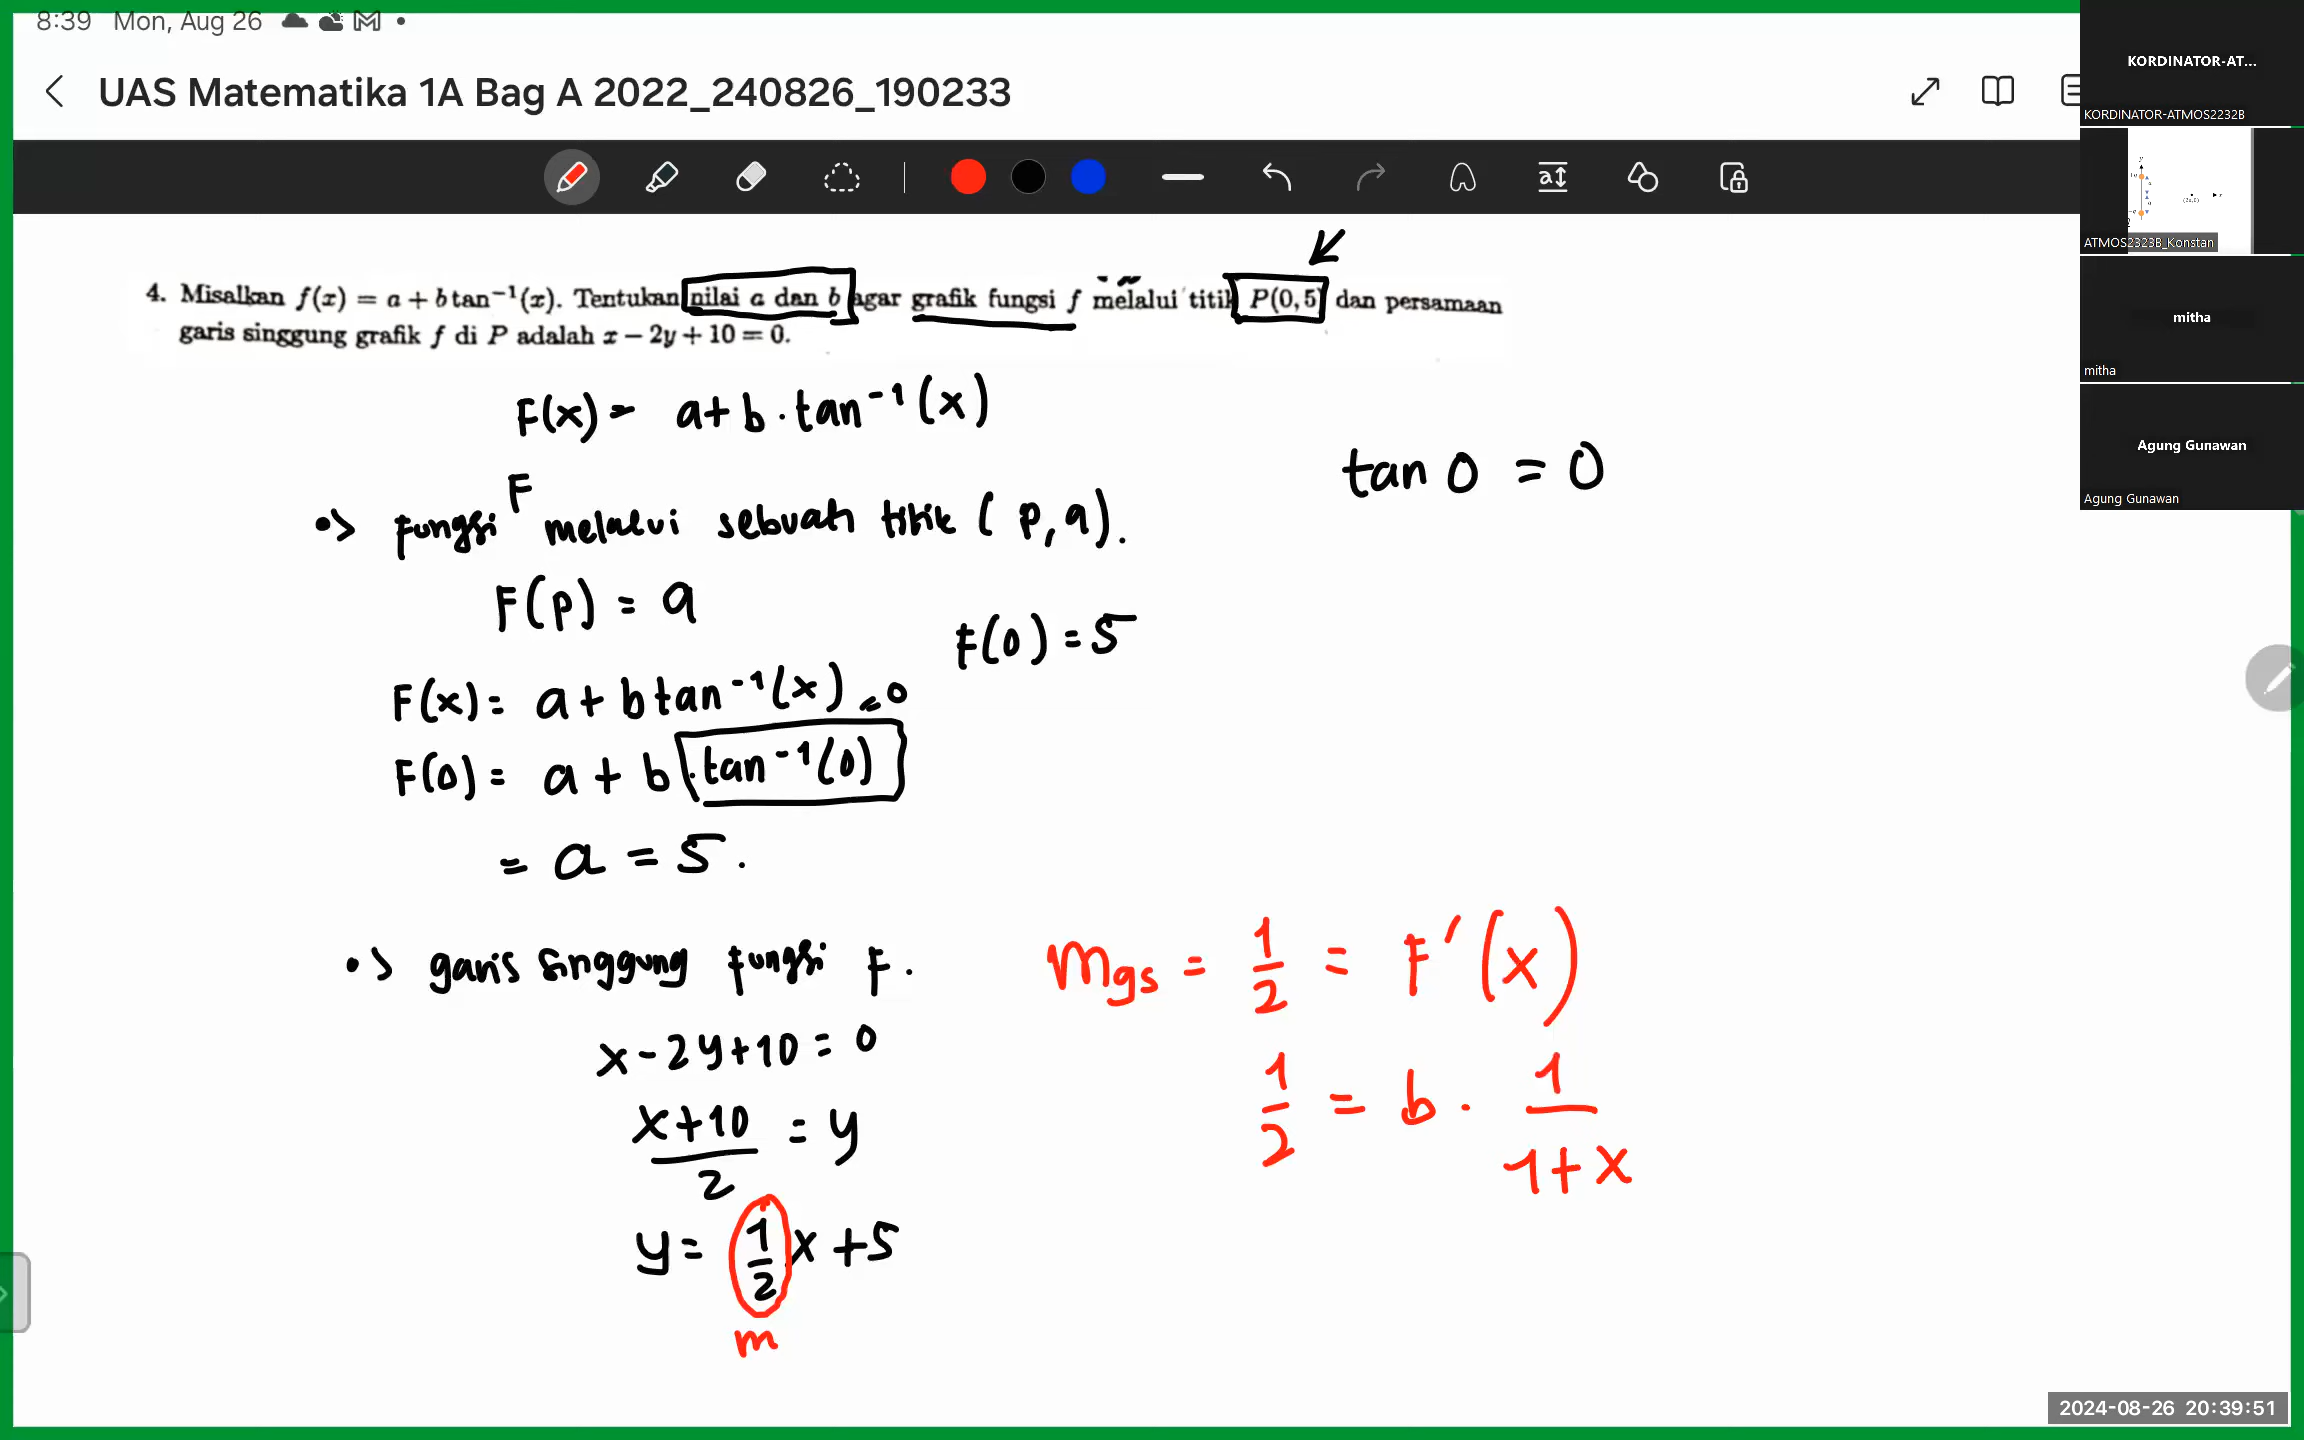 8:39 Mon, Aug 26
UAS Matematika 1A Bag A 2022_240826_190233
KORDINATOR-AT...
KORDINATOR-ATMOS2232B
ATMOS2323B_Konstan
mitha
mitha
Agung Gunawan
Agung Gunawan
4. Misalkan f(x) = a + b tan⁻¹(x). Tentukan nilai a dan b agar grafik fungsi f melalui titik P(0, 5) dan persamaan
garis singgung grafik f di P adalah x − 2y + 10 = 0.
F(x) = a + b . tan⁻¹(x)
tan 0 = 0
•> fungsi F melalui sebuah titik (p, q).
F(p) = q
F(0) = 5
F(x) = a + b tan⁻¹(x) = 0
F(0) = a + b . tan⁻¹(0)
= a = 5.
•> garis singgung fungsi F.
x - 2y + 10 = 0
x + 10 / 2 = y
y = 1/2 x + 5
m
mgs = 1/2 = F'(x)
1/2 = b . 1 / 1 + x
2024-08-26 20:39:51